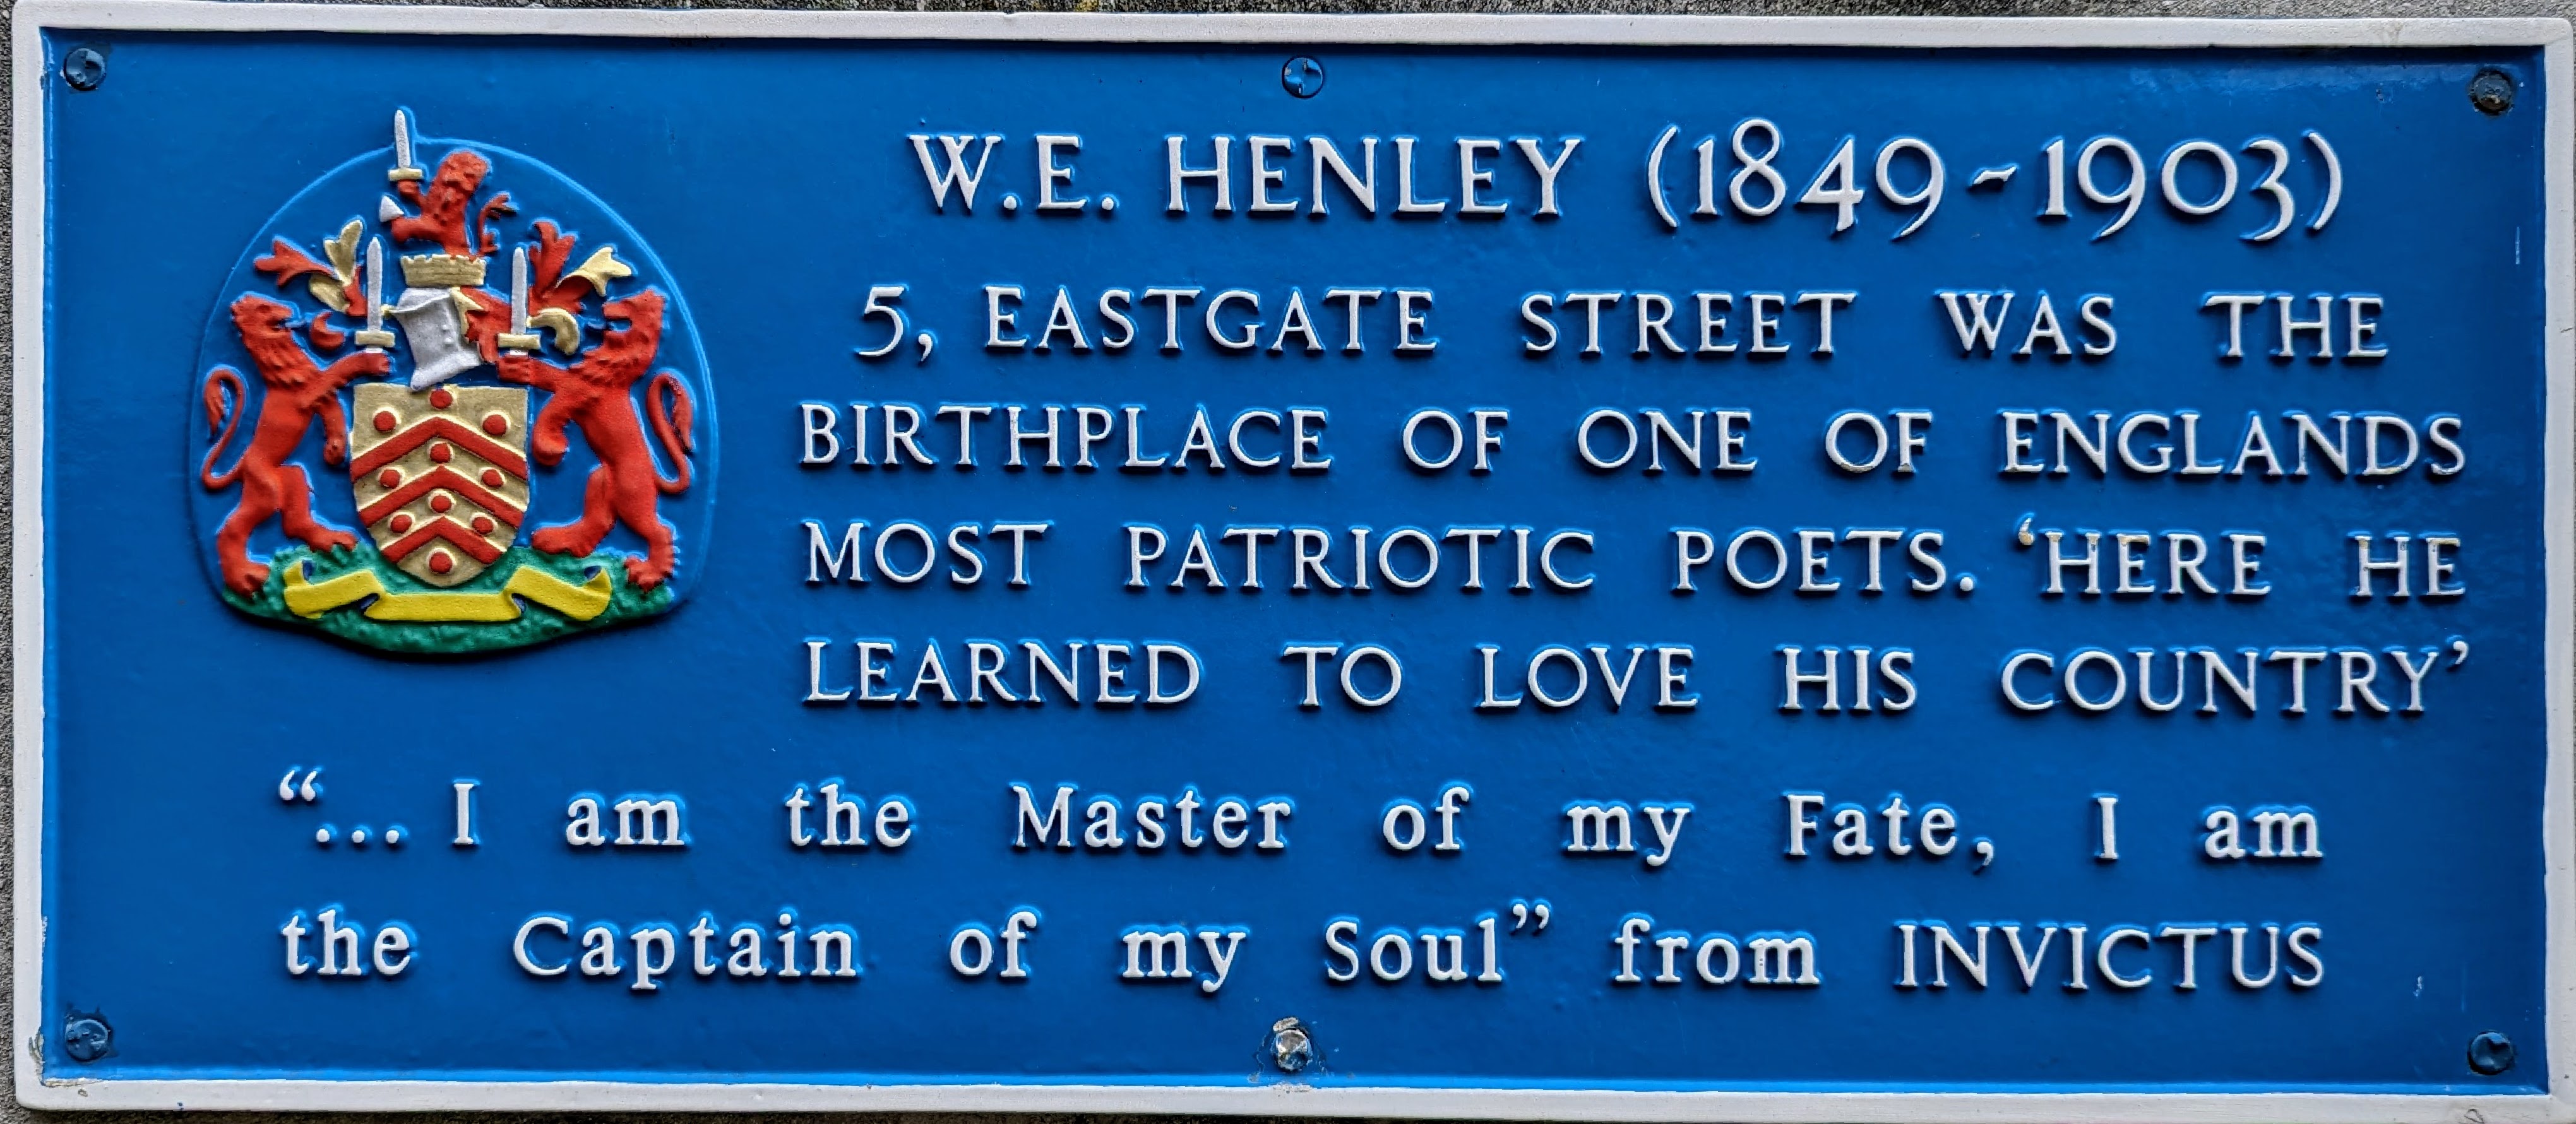 W.E. HENLEY (1849-1903)
5, EASTGATE STREET WAS THE
BIRTHPLACE OF ONE OF ENGLANDS
MOST PATRIOTIC POETS. ‘HERE HE
LEARNED TO LOVE HIS COUNTRY’
“... I am the Master of my Fate, I am
the Captain of my Soul” from INVICTUS